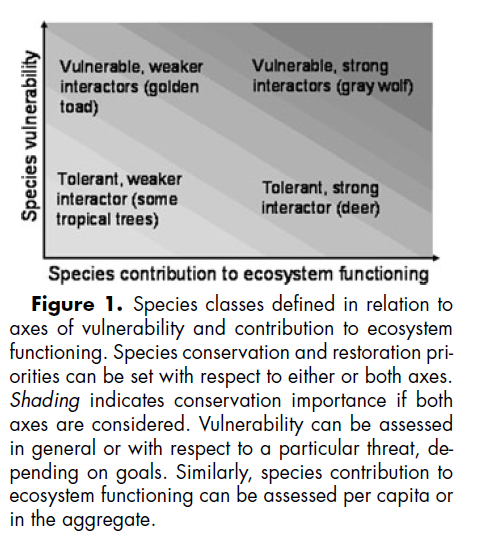 Species vulnerability
Vulnerable, weaker
interactors (golden
toad)
Vulnerable, strong
interactors (gray wolf)
Tolerant, weaker
interactor (some
tropical trees)
Tolerant, strong
interactor (deer)
Species contribution to ecosystem functioning
Figure 1. Species classes defined in relation to
axes of vulnerability and contribution to ecosystem
functioning. Species conservation and restoration pri-
orities can be set with respect to either or both axes.
Shading indicates conservation importance if both
axes are considered. Vulnerability can be assessed
in general or with respect to a particular threat, de-
pending on goals. Similarly, species contribution to
ecosystem functioning can be assessed per capita or
in the aggregate.